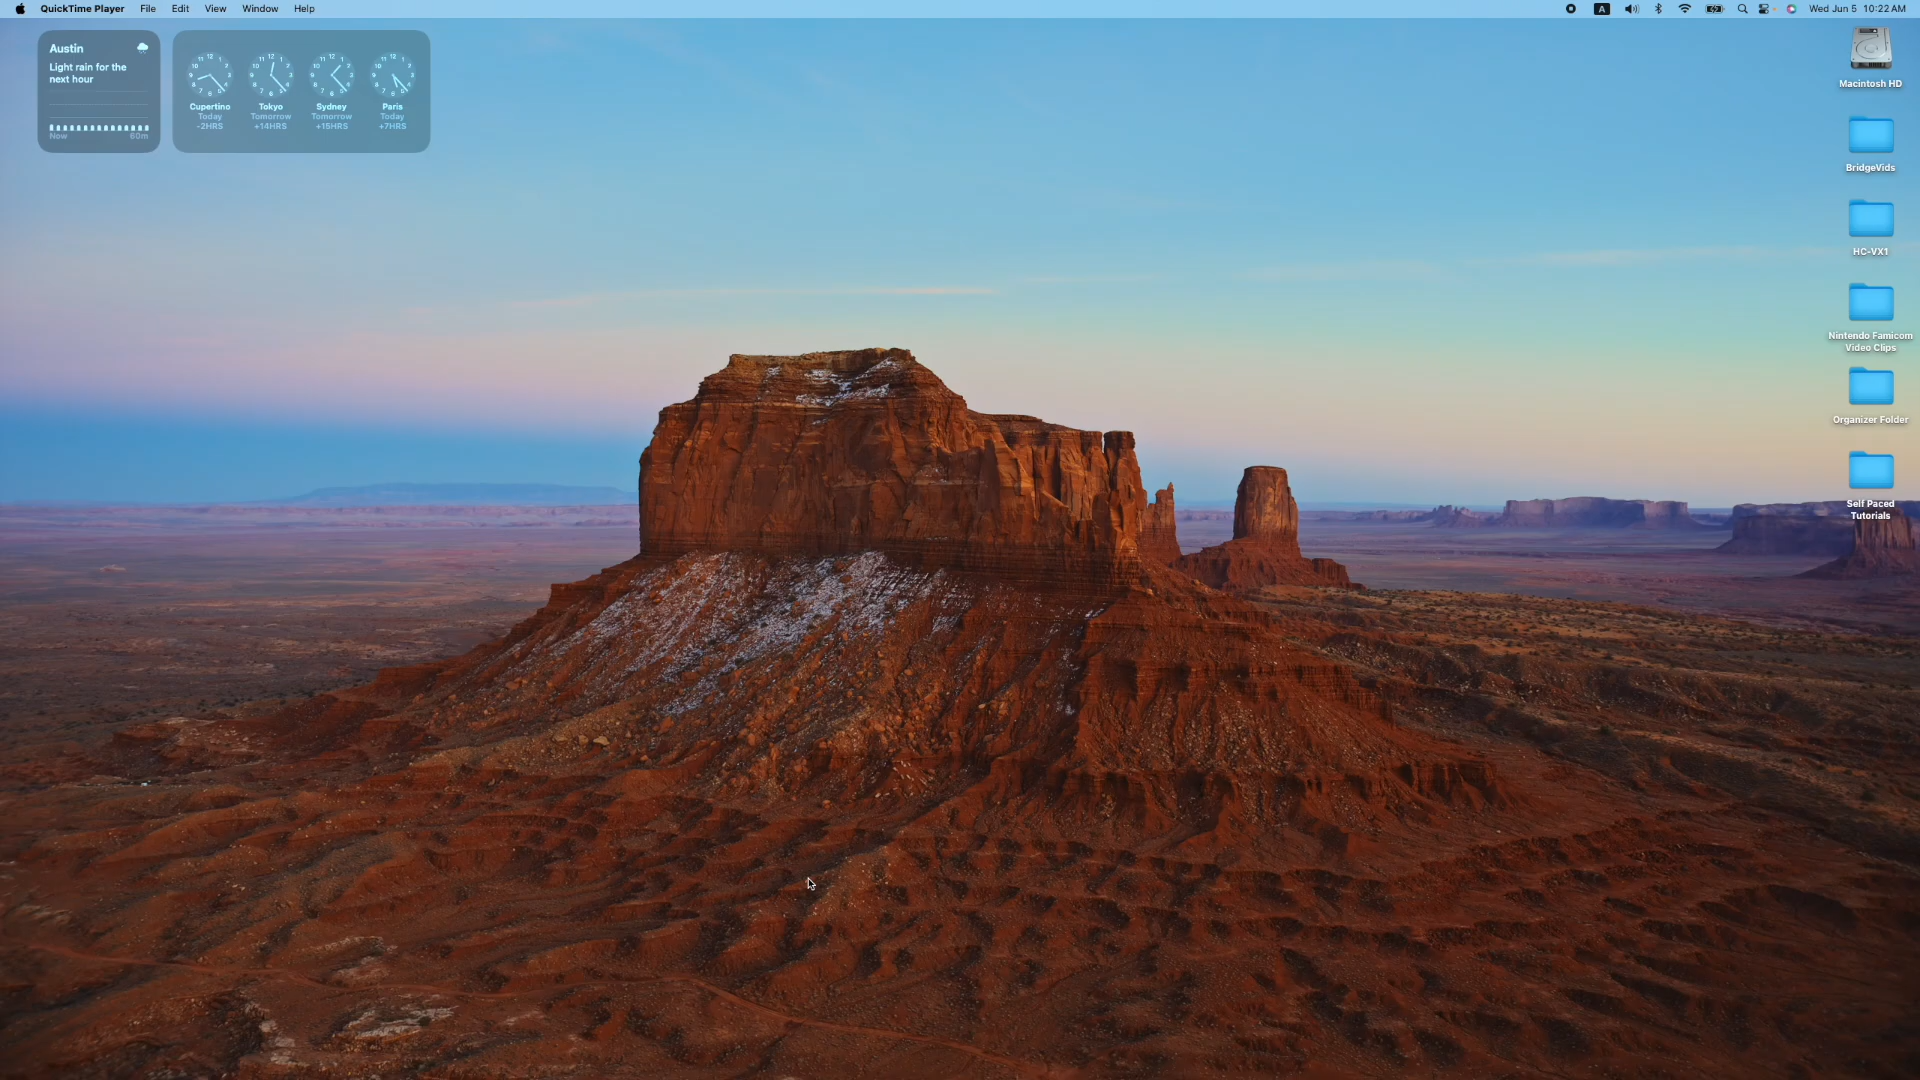 QuickTime Player File Edit View Window Help
A Wed Jun 5 10:22 AM
Austin
Light rain for the
next hour
Now 60m
Cupertino Tokyo Sydney Paris
Today Tomorrow Tomorrow Today
-2HRS +14HRS +15HRS +7HRS
Macintosh HD
BridgeVids
HC-VX1
Nintendo Famicom
Video Clips
Organizer Folder
Self Paced
Tutorials